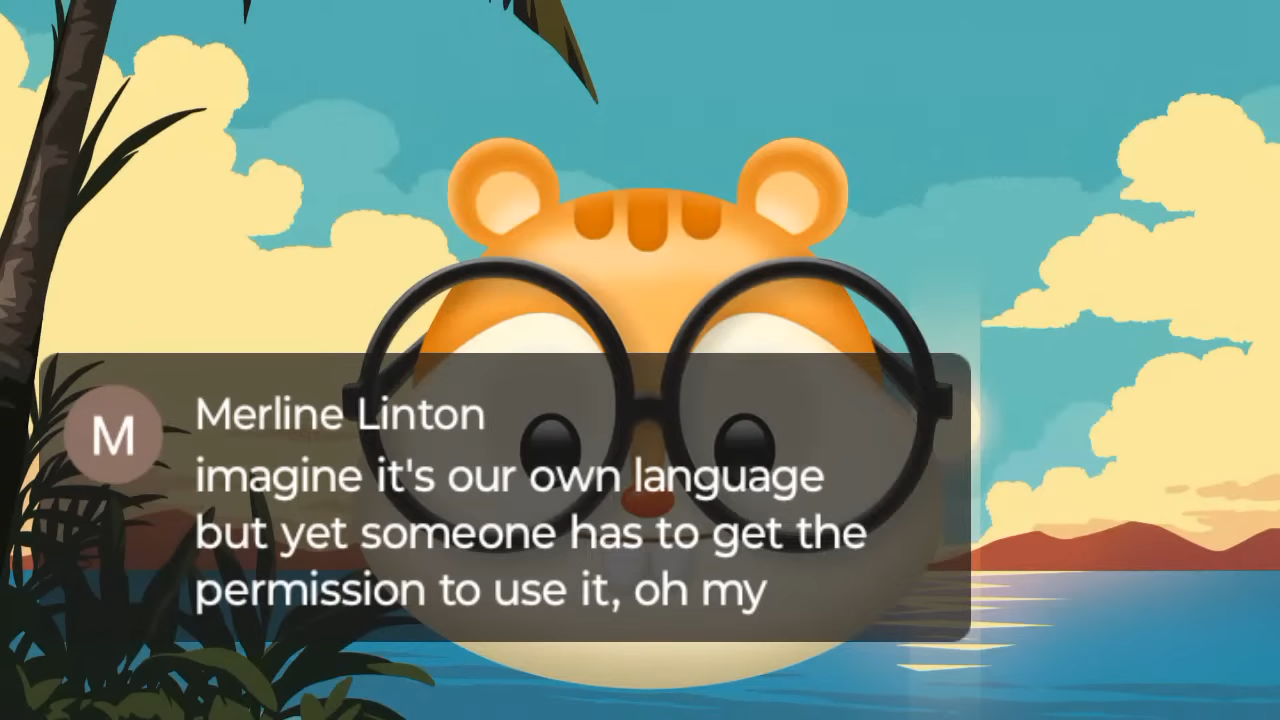 M
Merline Linton
imagine it's our own language
but yet someone has to get the
permission to use it, oh my